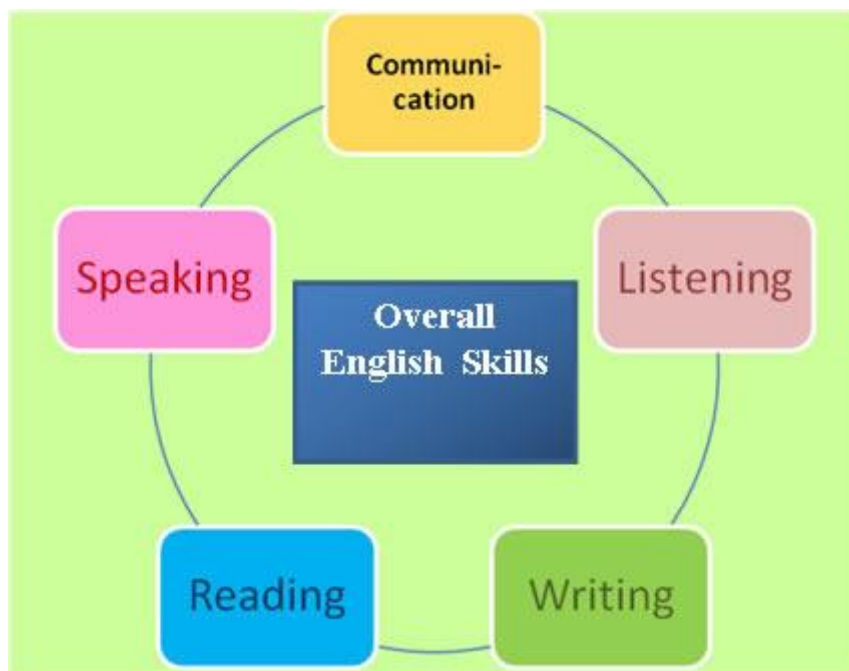 Communi-
cation
Speaking
Listening
Overall
English Skills
Reading
Writing